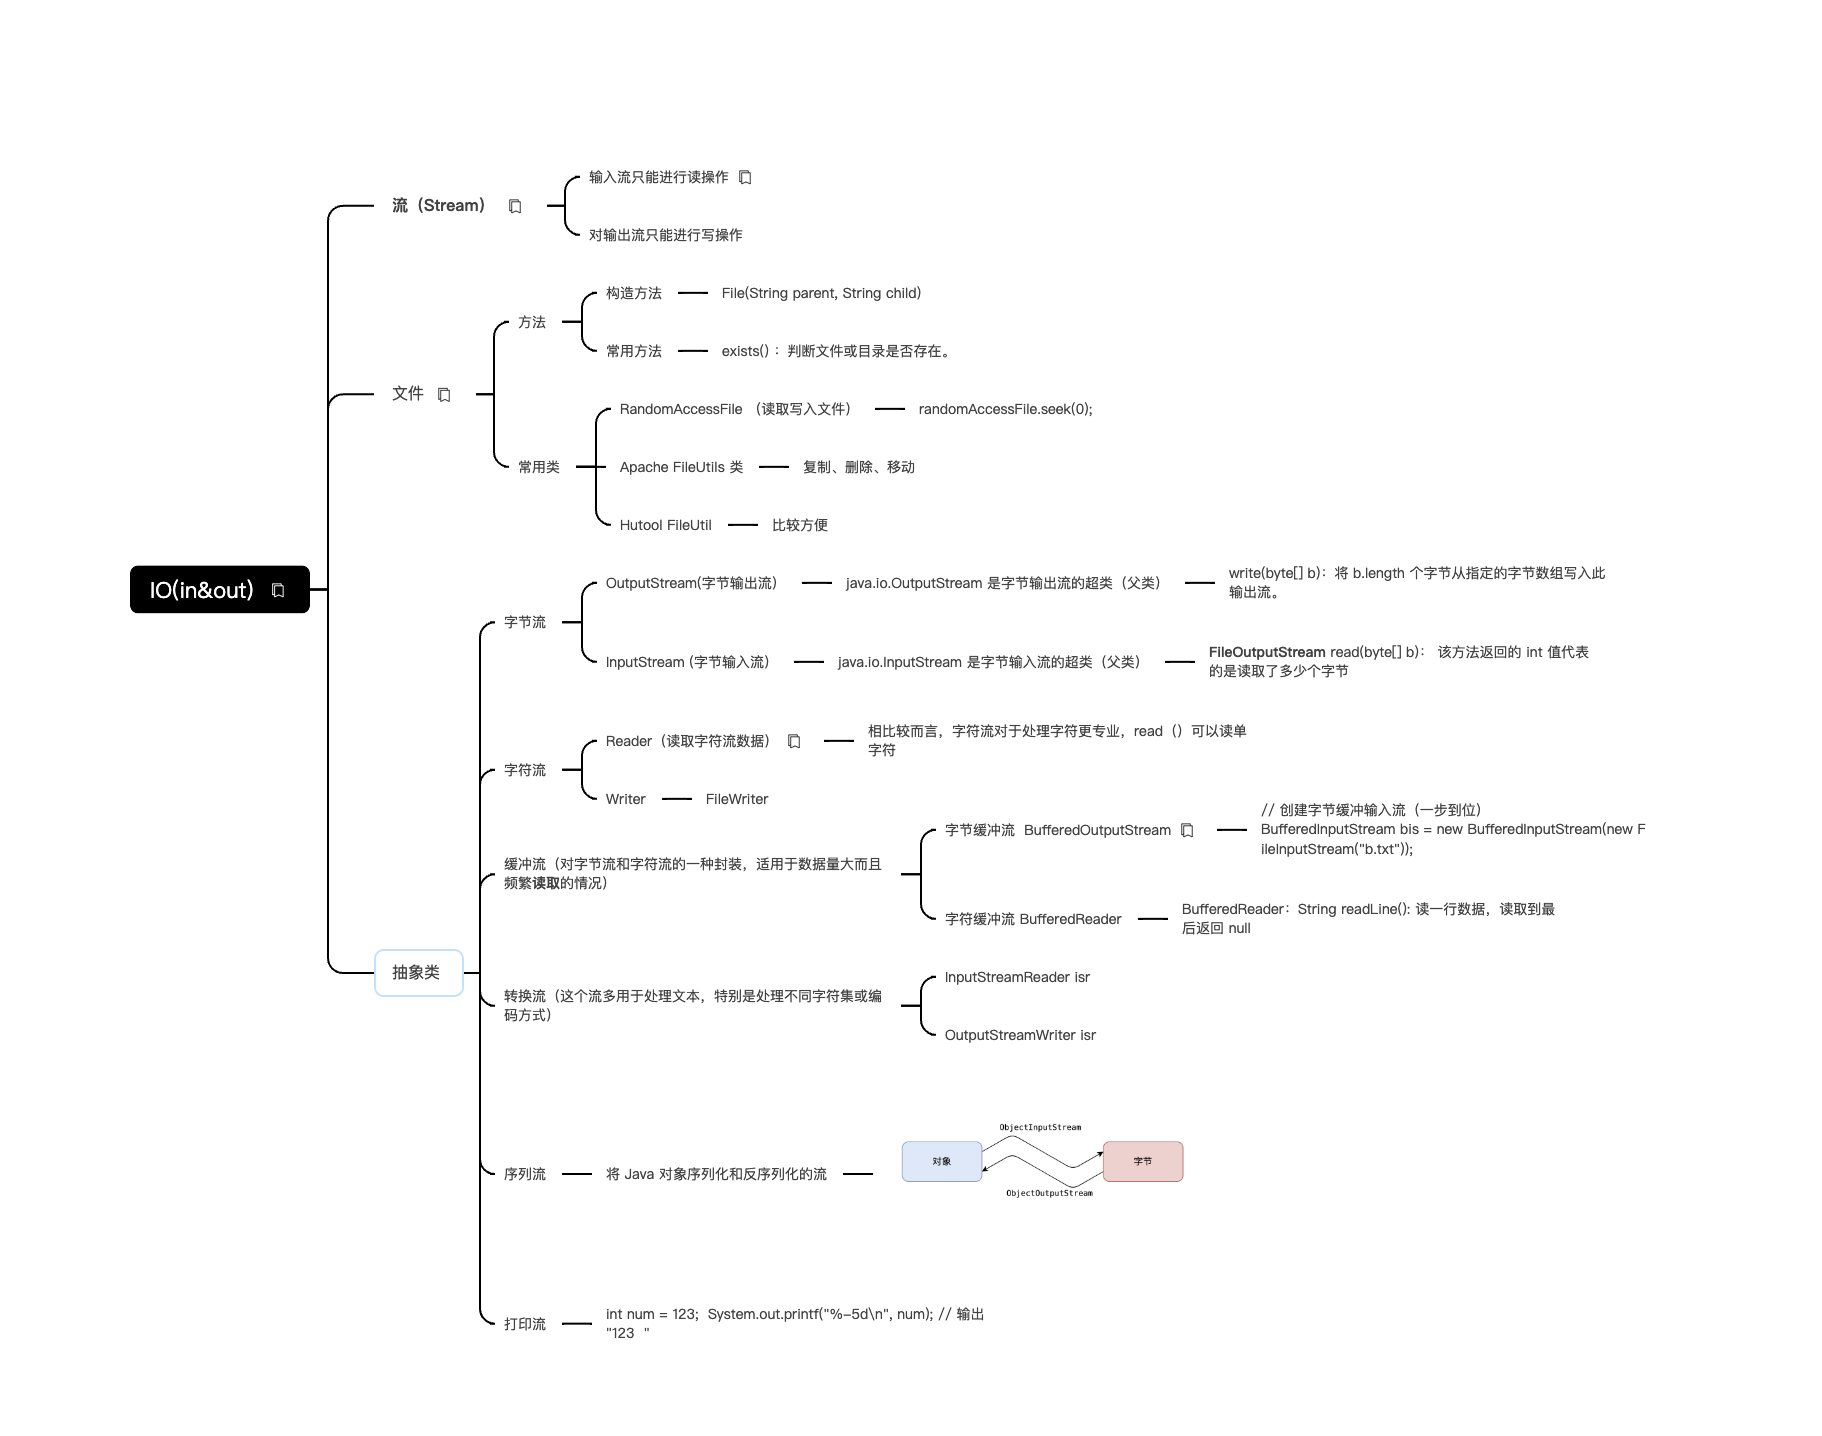 IO(in&out)
流（Stream）
输入流只能进行读操作
对输出流只能进行写操作
文件
方法
构造方法
File(String parent, String child)
常用方法
exists() ：判断文件或目录是否存在。
常用类
RandomAccessFile （读取写入文件）
randomAccessFile.seek(0);
Apache FileUtils 类
复制、删除、移动
Hutool FileUtil
比较方便
抽象类
字节流
OutputStream(字节输出流)
java.io.OutputStream 是字节输出流的超类（父类）
write(byte[] b)：将 b.length 个字节从指定的字节数组写入此
输出流。
InputStream (字节输入流)
java.io.InputStream 是字节输入流的超类（父类）
FileOutputStream read(byte[] b)： 该方法返回的 int 值代表
的是读取了多少个字节
字符流
Reader（读取字符流数据）
相比较而言，字符流对于处理字符更专业，read（）可以读单
字符
Writer
FileWriter
缓冲流（对字节流和字符流的一种封装，适用于数据量大而且
频繁读取的情况）
字节缓冲流 BufferedOutputStream
// 创建字节缓冲输入流（一步到位）
BufferedInputStream bis = new BufferedInputStream(new F
ileInputStream("b.txt"));
字符缓冲流 BufferedReader
BufferedReader：String readLine(): 读一行数据，读取到最
后返回 null
转换流（这个流多用于处理文本，特别是处理不同字符集或编
码方式）
InputStreamReader isr
OutputStreamWriter isr
序列流
将 Java 对象序列化和反序列化的流
ObjectInputStream
对象
字节
ObjectOutputStream
打印流
int num = 123;  System.out.printf("%-5d\n", num); // 输出
"123  "